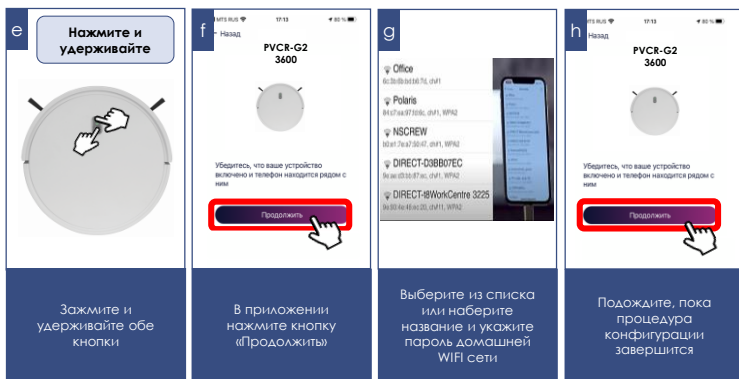 e
Нажмите и
удерживайте
Зажмите и
удерживайте обе
кнопки
f
MTS RUS
17:13
80 %
Назад
PVCR-G2
3600
Убедитесь, что ваше устройство
включено и телефон находится рядом с
ним
Продолжить
В приложении
нажмите кнопку
«Продолжить»
g
Office
Polaris
NSCREW
DIRECT-D3BB07EC
DIRECT-t8WorkCentre 3225
Выберите из списка
или наберите
название и укажите
пароль домашней
WIFI сети
h
MTS RUS
17:13
80 %
Назад
PVCR-G2
3600
Убедитесь, что ваше устройство
включено и телефон находится рядом с
ним
Продолжить
Подождите, пока
процедура
конфигурации
завершится